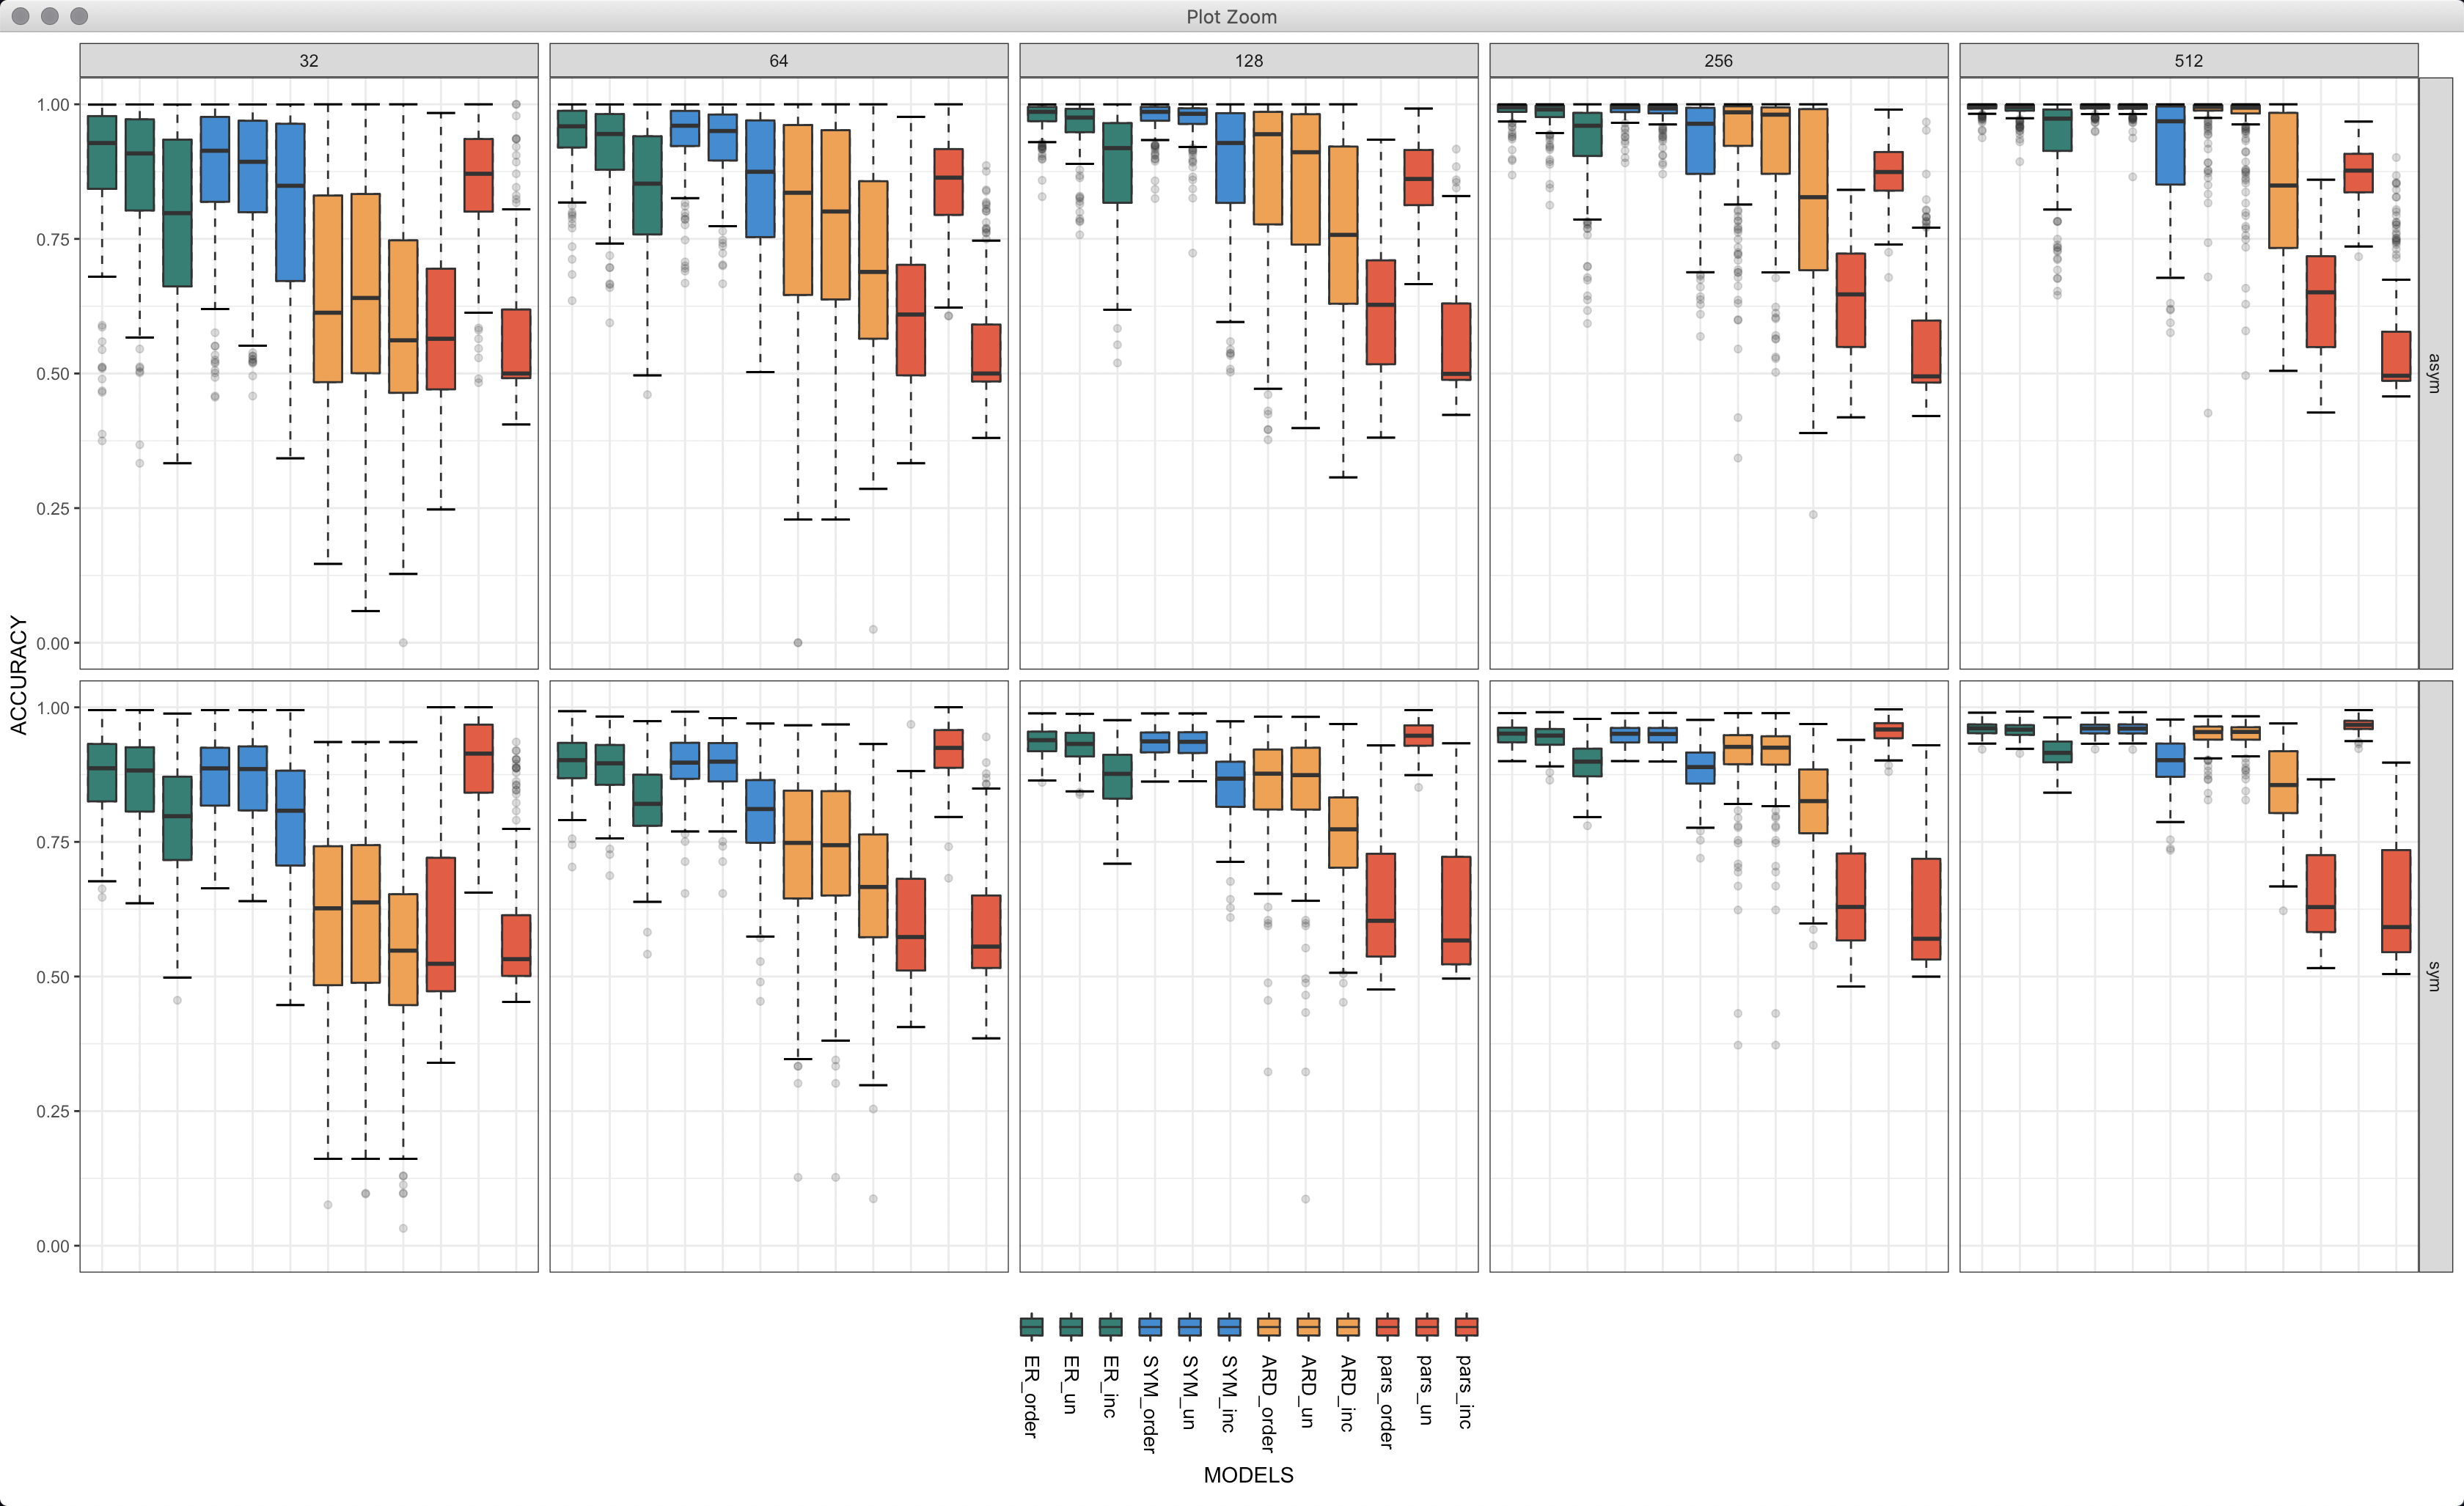 Plot Zoom
32
64
128
256
512
1.00
0.75
0.50
0.25
0.00
asym
ACCURACY
1.00
0.75
0.50
0.25
0.00
sym
ER_order
ER_un
ER_inc
SYM_order
SYM_un
SYM_inc
ARD_order
ARD_un
ARD_inc
pars_order
pars_un
pars_inc
MODELS